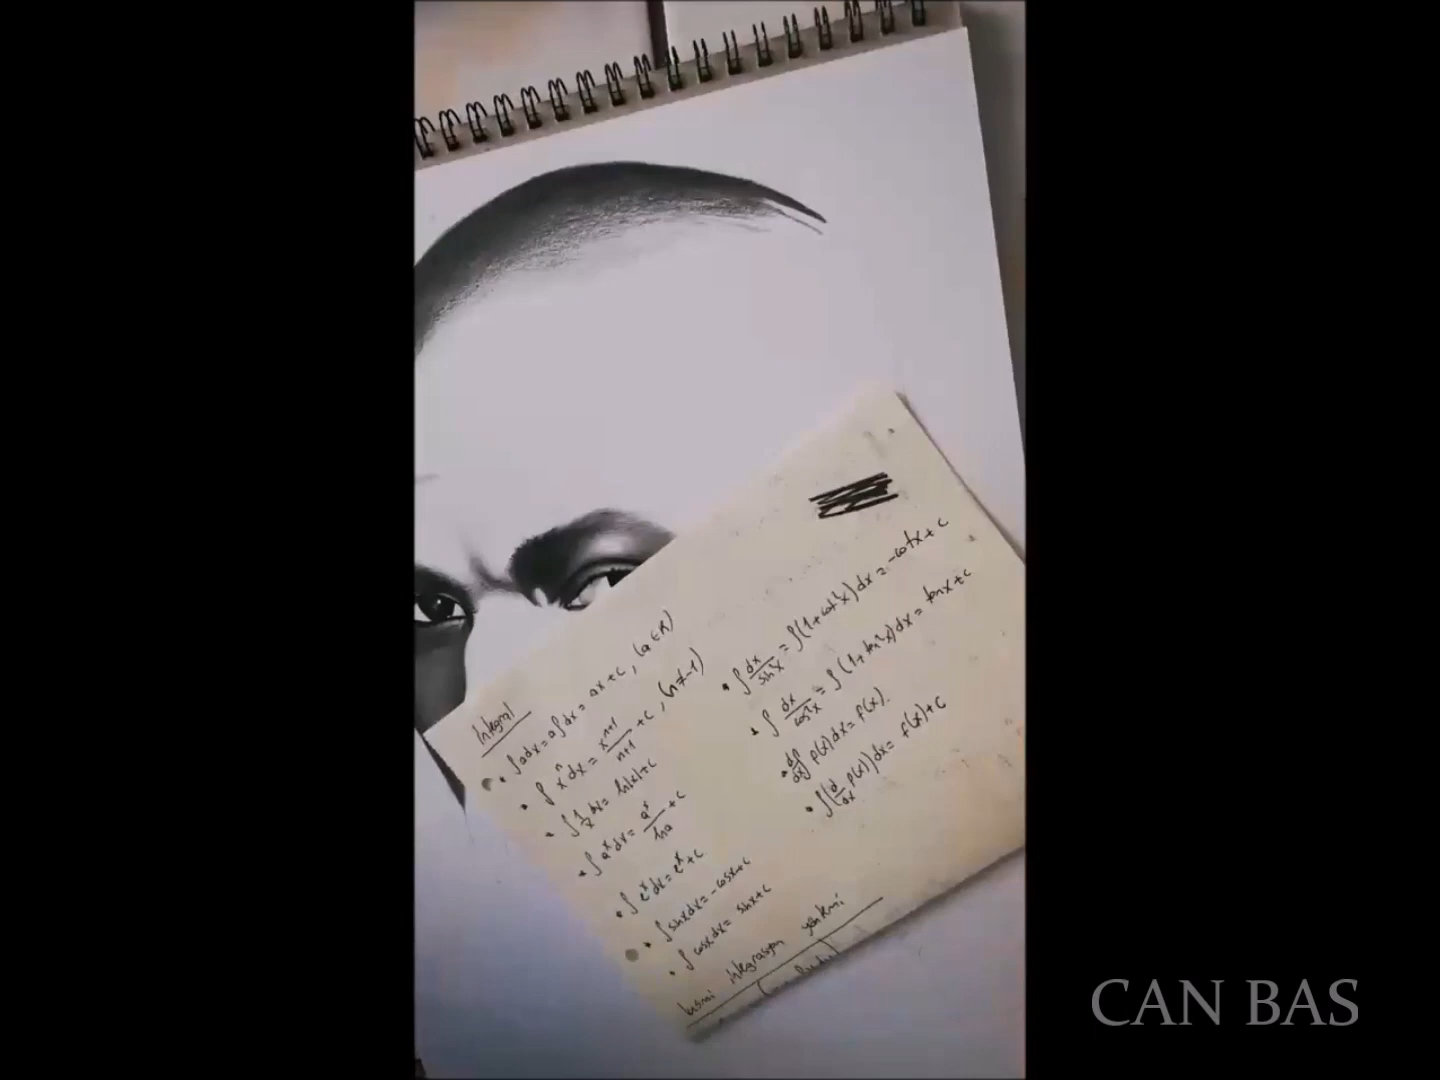 Integral
• ∫adx = a∫dx = ax+c, (a∈R)
• ∫xⁿdx = xⁿ⁺¹/n+1 + c, (n≠-1)
• ∫1/x dx = ln|x|+c
• ∫aˣdx = aˣ/lna + c
• ∫eˣdx = eˣ+c
• ∫sinxdx = -cosx+c
• ∫cosxdx = sinx+c
• ∫dx/sin²x = ∫(1+cot²x)dx = -cotx+c
• ∫dx/cos²x = ∫(1+tan²x)dx = tanx+c
• d/dx∫f(x)dx = f(x).
• ∫(d/dx f(x))dx = f(x)+c
kısmi integrasyon yöntemi
CAN BAS